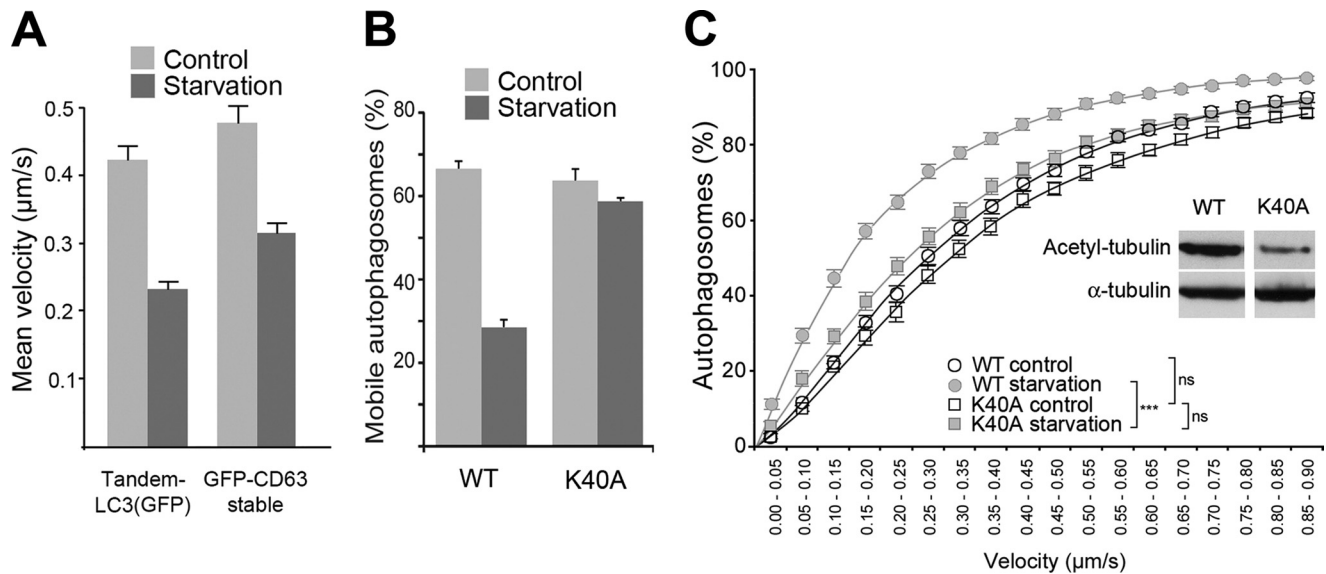 A
Control
Starvation
Mean velocity (µm/s)
0.5
0.4
0.3
0.2
0.1
Tandem-
LC3(GFP)
GFP-CD63
stable
B
Control
Starvation
Mobile autophagosomes (%)
80
60
40
20
0
WT
K40A
C
Autophagosomes (%)
100
80
60
40
20
0
WT
K40A
Acetyl-tubulin
α-tubulin
WT control
WT starvation
K40A control
K40A starvation
ns
***
ns
0.00 - 0.05
0.05 - 0.10
0.10 - 0.15
0.15 - 0.20
0.20 - 0.25
0.25 - 0.30
0.30 - 0.35
0.35 - 0.40
0.40 - 0.45
0.45 - 0.50
0.50 - 0.55
0.55 - 0.60
0.60 - 0.65
0.65 - 0.70
0.70 - 0.75
0.75 - 0.80
0.80 - 0.85
0.85 - 0.90
Velocity (µm/s)